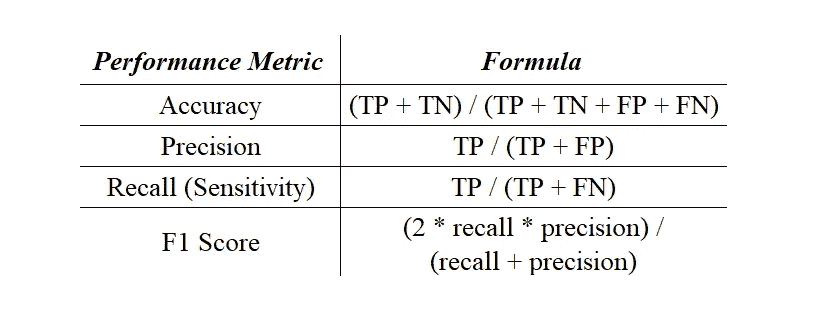 Performance Metric Formula
Accuracy (TP + TN) / (TP + TN + FP + FN)
Precision TP / (TP + FP)
Recall (Sensitivity) TP / (TP + FN)
F1 Score (2 * recall * precision) /
(recall + precision)